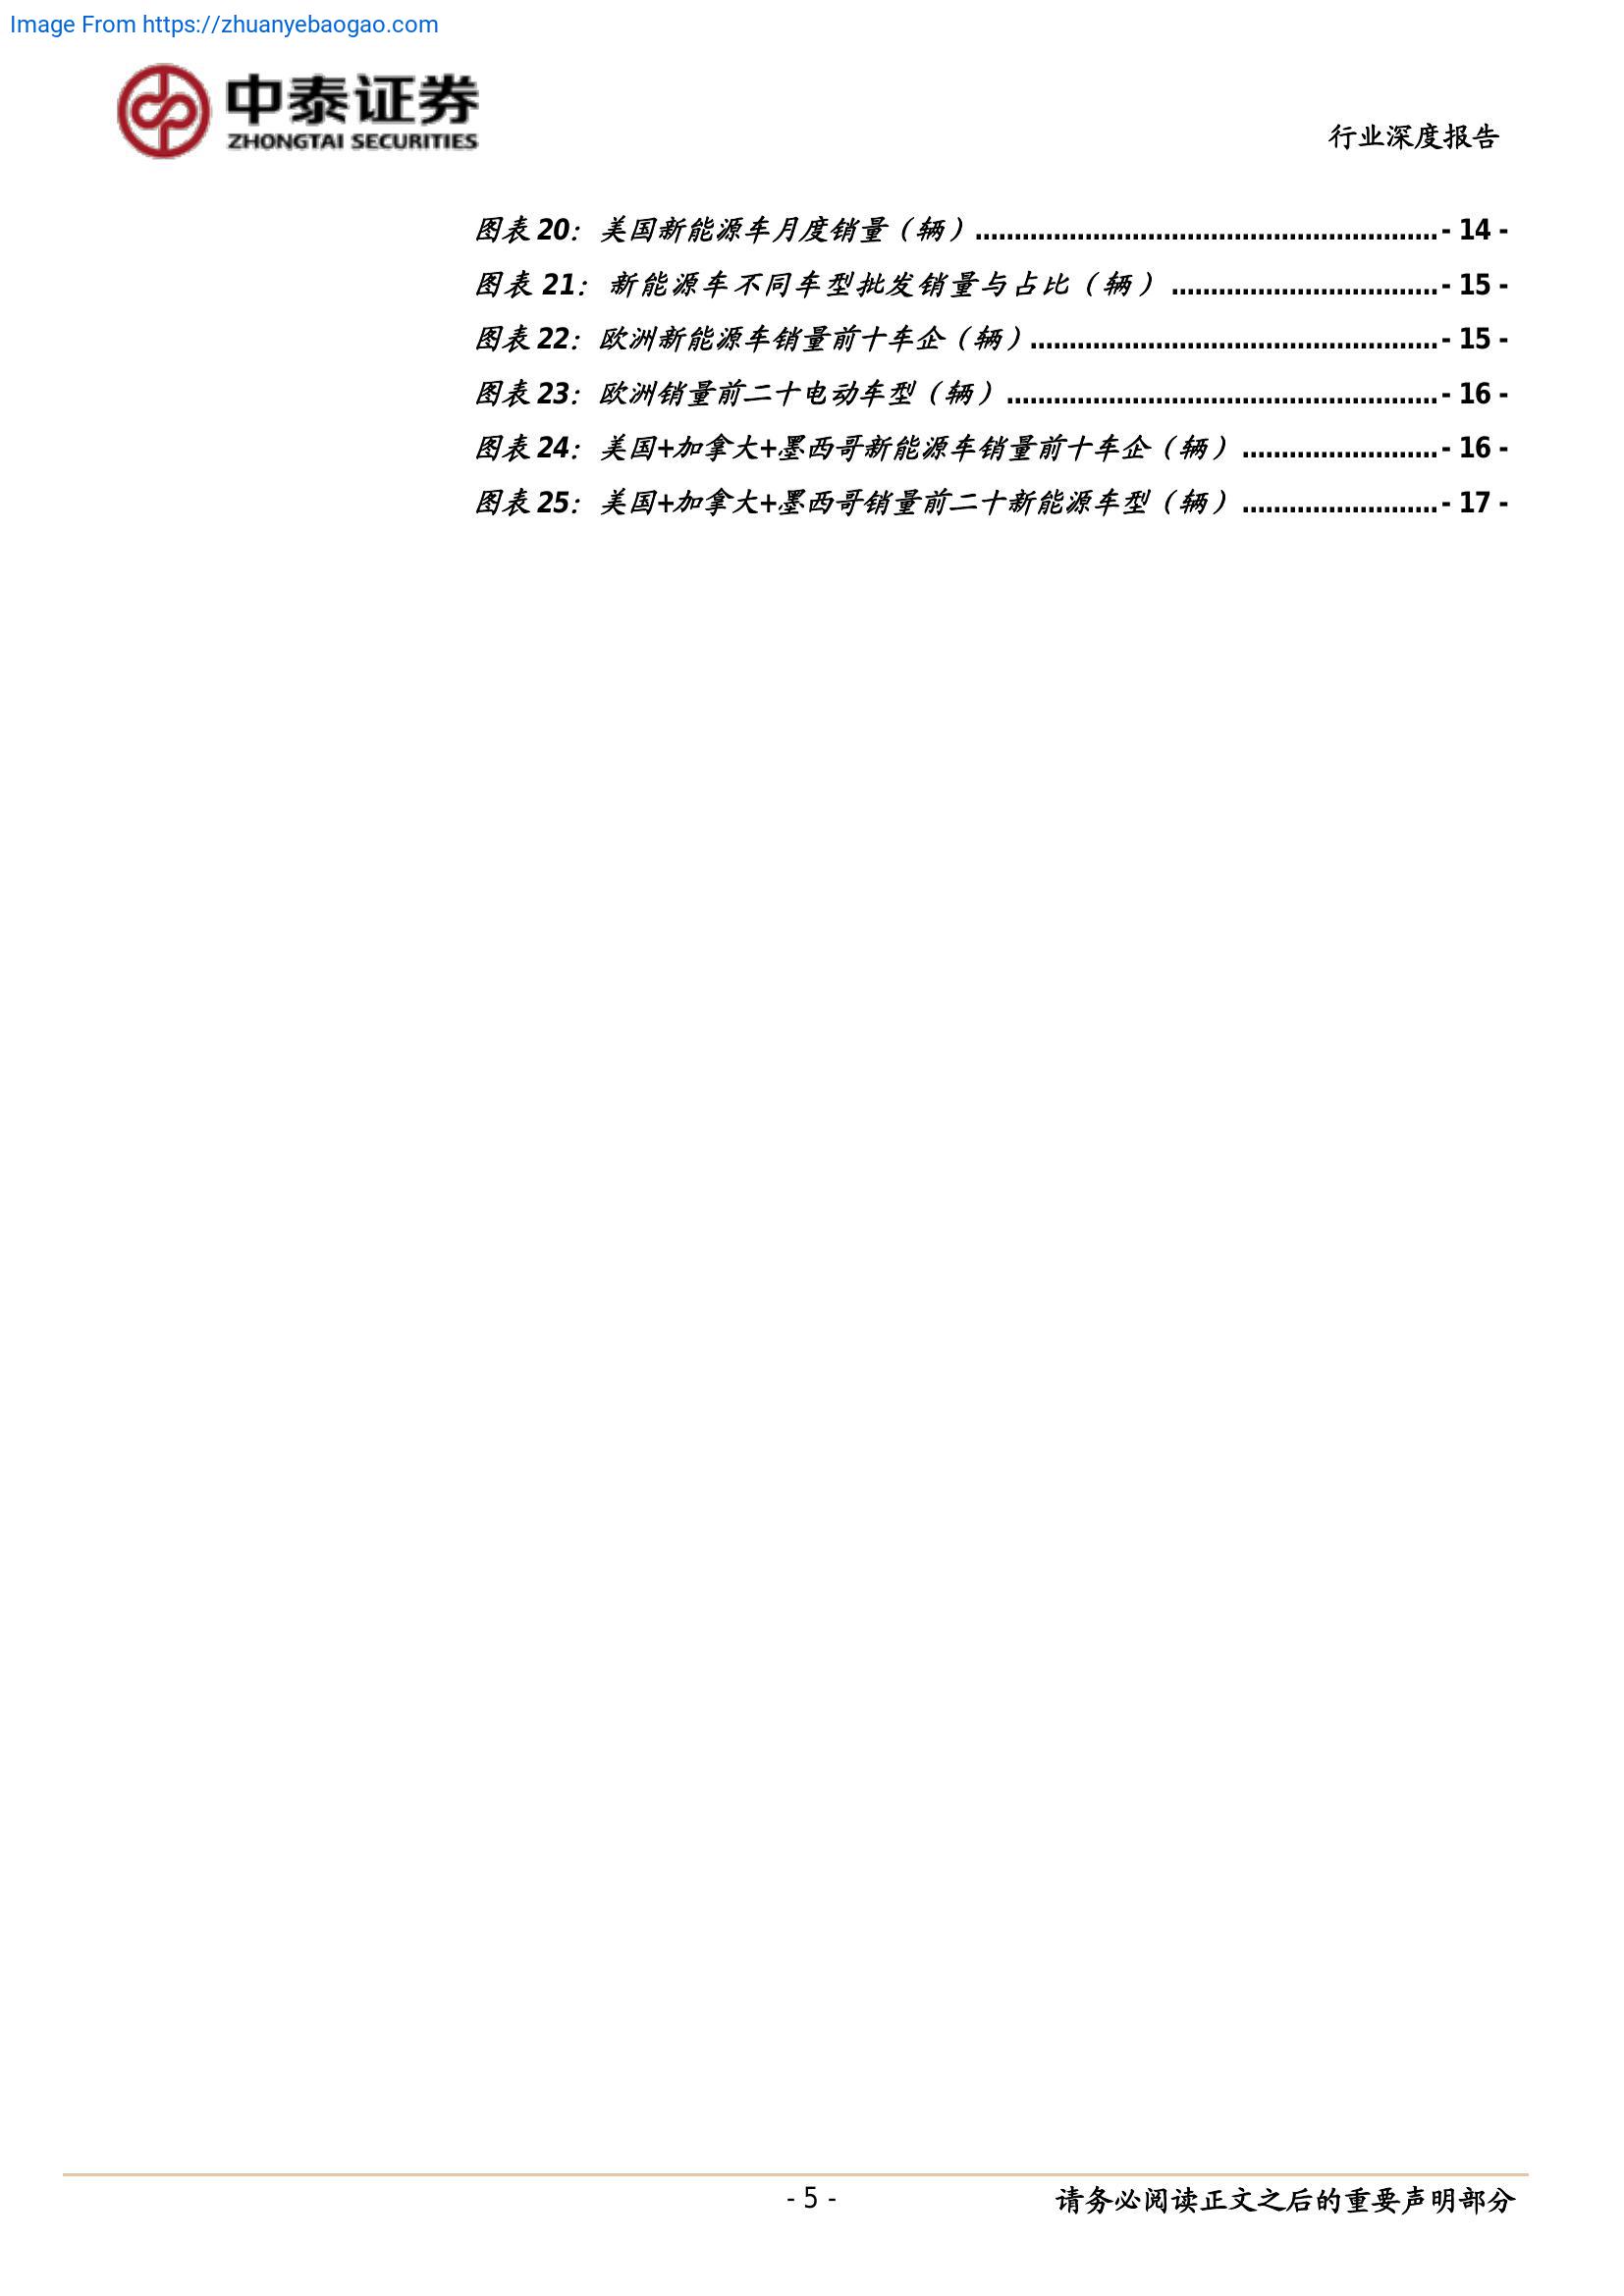 Image From https://zhuanyebaogao.com
中泰证券
ZHONGTAI SECURITIES
行业深度报告
图表 20：美国新能源车月度销量（辆）........................................................... - 14 -
图表 21：新能源车不同车型批发销量与占比（辆）.................................. - 15 -
图表 22：欧洲新能源车销量前十车企（辆）.................................................... - 15 -
图表 23：欧洲销量前二十电动车型（辆）....................................................... - 16 -
图表 24：美国+加拿大+墨西哥新能源车销量前十车企（辆）......................... - 16 -
图表 25：美国+加拿大+墨西哥销量前二十新能源车型（辆）......................... - 17 -
- 5 -
请务必阅读正文之后的重要声明部分